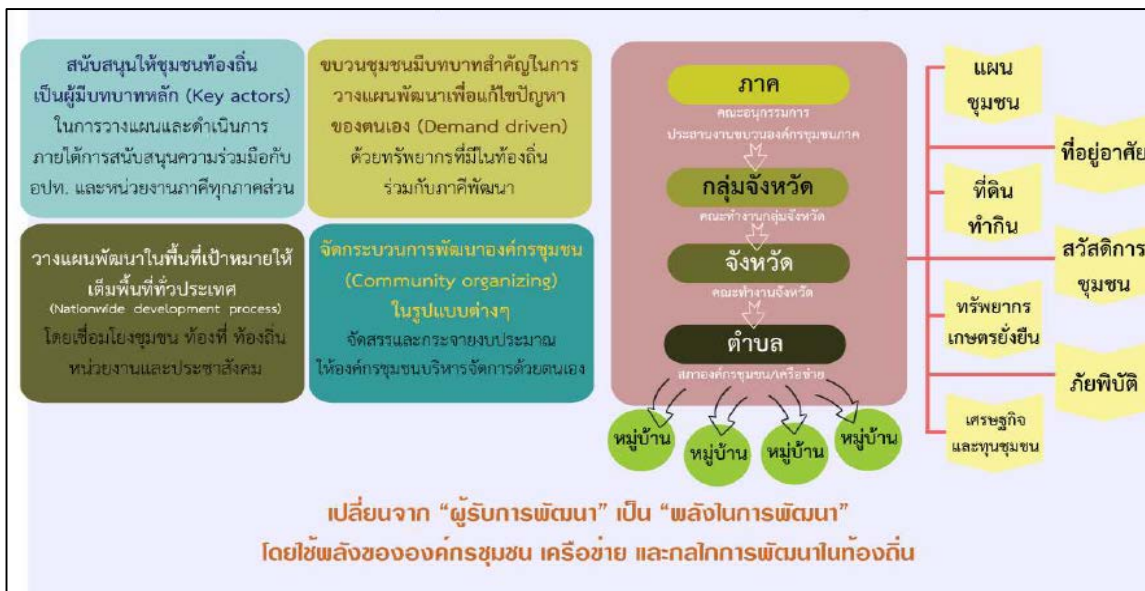 สนับสนุนให้ชุมชนท้องถิ่น
เป็นผู้มีบทบาทหลัก (Key actors)
ในการวางแผนและดำเนินการ
ภายใต้การสนับสนุนความร่วมมือกับ
อปท. และหน่วยงานภาคีทุกภาคส่วน
ขบวนชุมชนมีบทบาทสำคัญในการ
วางแผนพัฒนาเพื่อแก้ไขปัญหา
ของตนเอง (Demand driven)
ด้วยทรัพยากรที่มีในท้องถิ่น
ร่วมกับภาคีพัฒนา
วางแผนพัฒนาในพื้นที่เป้าหมายให้
เต็มพื้นที่ทั่วประเทศ
(Nationwide development process)
โดยเชื่อมโยงชุมชน ท้องที่ ท้องถิ่น
หน่วยงานและประชาสังคม
จัดกระบวนการพัฒนาองค์กรชุมชน
(Community organizing)
ในรูปแบบต่างๆ
จัดสรรและกระจายงบประมาณ
ให้องค์กรชุมชนบริหารจัดการด้วยตนเอง
ภาค
คณะอนุกรรมการ
ประสานงานขบวนองค์กรชุมชนภาค
กลุ่มจังหวัด
คณะทำงานกลุ่มจังหวัด
จังหวัด
คณะทำงานจังหวัด
ตำบล
สภาองค์กรชุมชน/เครือข่าย
หมู่บ้าน
หมู่บ้าน
หมู่บ้าน
หมู่บ้าน
แผน
ชุมชน
ที่อยู่อาศัย
ที่ดิน
ทำกิน
สวัสดิการ
ชุมชน
ทรัพยากร
เกษตรยั่งยืน
ภัยพิบัติ
เศรษฐกิจ
และทุนชุมชน
เปลี่ยนจาก “ผู้รับการพัฒนา” เป็น “พลังในการพัฒนา”
โดยใช้พลังขององค์กรชุมชน เครือข่าย และกลไกการพัฒนาในท้องถิ่น